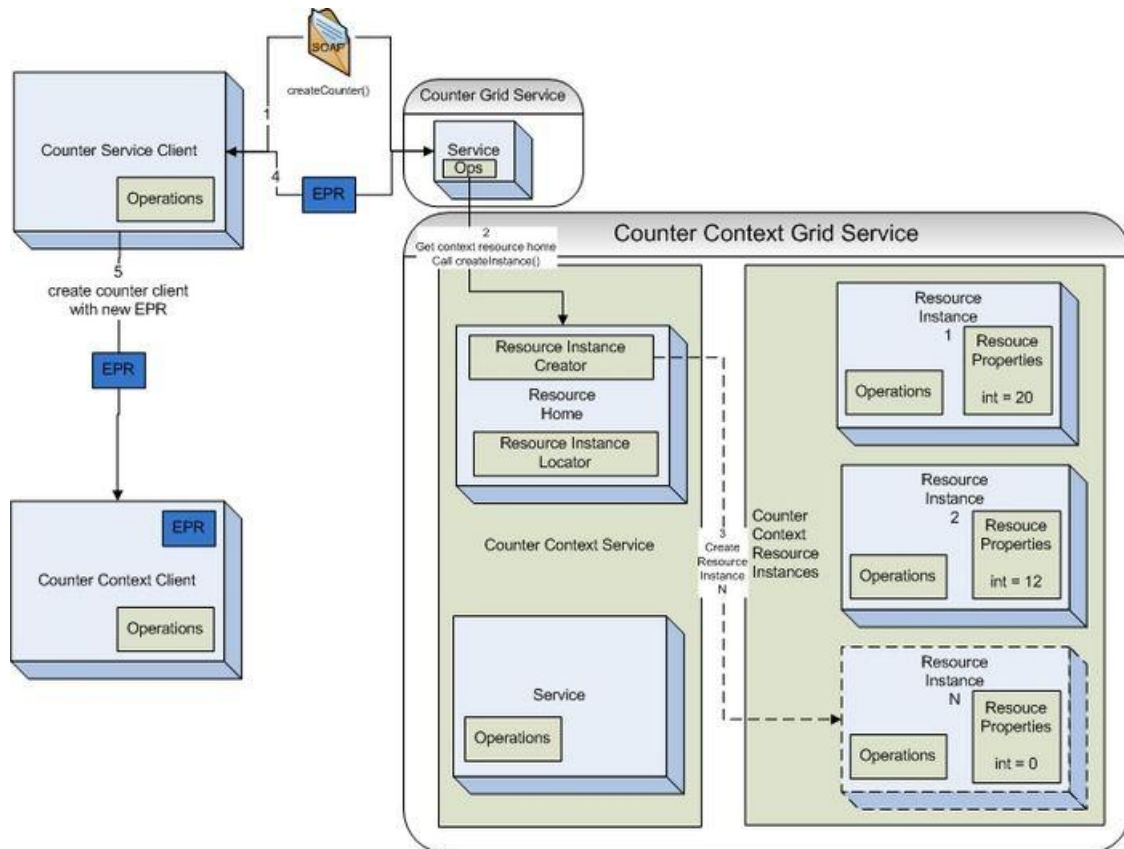 SOAP
createCounter()
1
Counter Service Client
Operations
4
EPR
Counter Grid Service
Service
Ops
2
Get context resource home
Call createInstance()
Counter Context Grid Service
5
create counter client
with new EPR
EPR
EPR
Counter Context Client
Operations
Resource Instance
Creator
Resource
Home
Resource Instance
Locator
Counter Context Service
Service
Operations
3
Create
Resource
Instance
N
Counter
Context
Resource
Instances
Resource
Instance
1
Resouce
Properties
int = 20
Operations
Resource
Instance
2
Resouce
Properties
int = 12
Operations
Resource
Instance
N
Resouce
Properties
int = 0
Operations